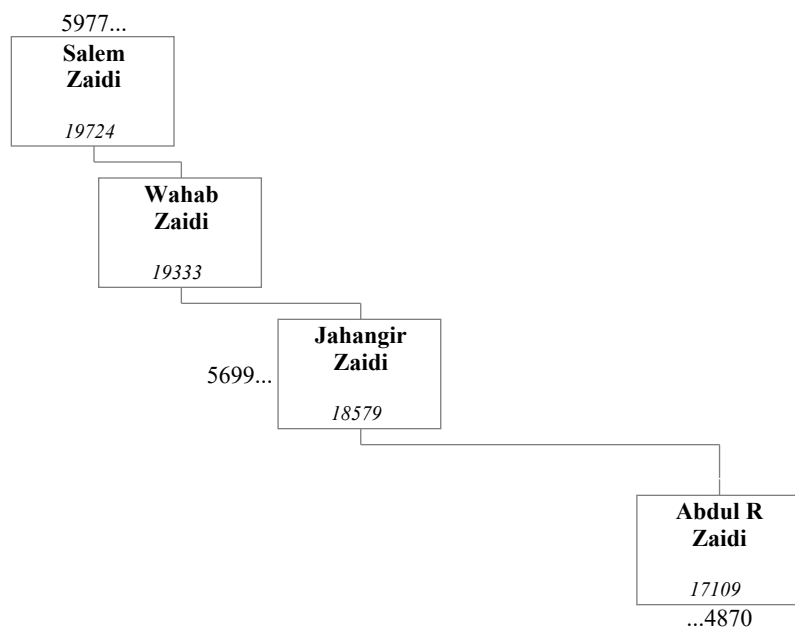 5977...
Salem
Zaidi
19724
Wahab
Zaidi
19333
Jahangir
Zaidi
5699...
18579
Abdul R
Zaidi
17109
...4870